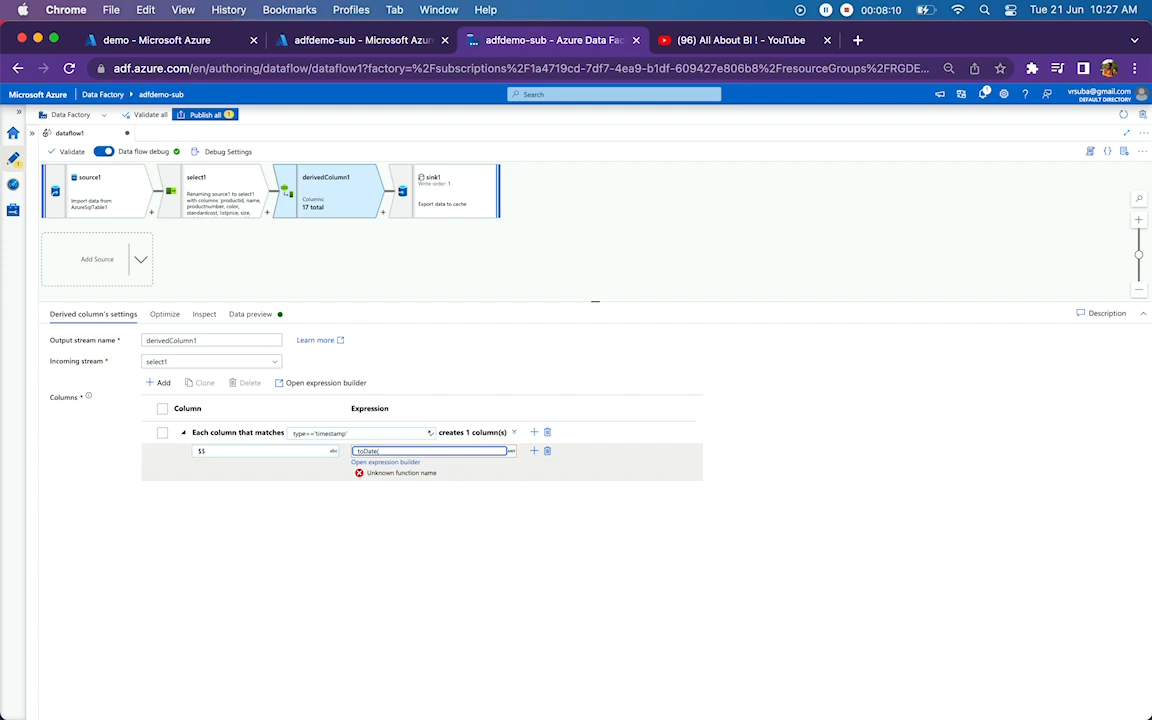 Chrome File Edit View History Bookmarks Profiles Tab Window Help 00:08:10 Tue 21 Jun 10:27 AM
demo - Microsoft Azure adfdemo-sub - Microsoft Azur adfdemo-sub - Azure Data Fac (96) All About BI ! - YouTube
adf.azure.com/en/authoring/dataflow/dataflow1?factory=%2Fsubscriptions%2F1a4719cd-7df7-4ea9-b1df-609427e806b8%2FresourceGroups%2FRGDE...
Microsoft Azure Data Factory adfdemo-sub Search 1 vrsuba@gmail.com
DEFAULT DIRECTORY
Data Factory Validate all Publish all 1
dataflow1
Validate Data flow debug Debug Settings
source1
Import data from
AzureSqlTable1
select1
Renaming source1 to select1
with columns 'productid, name,
productnumber, color,
standardcost, listprice, size,
derivedColumn1
Columns:
17 total
sink1
Write order: 1
Export data to cache
Add Source
Derived column's settings Optimize Inspect Data preview Description
Output stream name * derivedColumn1 Learn more
Incoming stream * select1
Add Clone Delete Open expression builder
Columns *
Column Expression
Each column that matches type=='timestamp' creates 1 column(s)
$$ abc toDate(
Open expression builder
Unknown function name